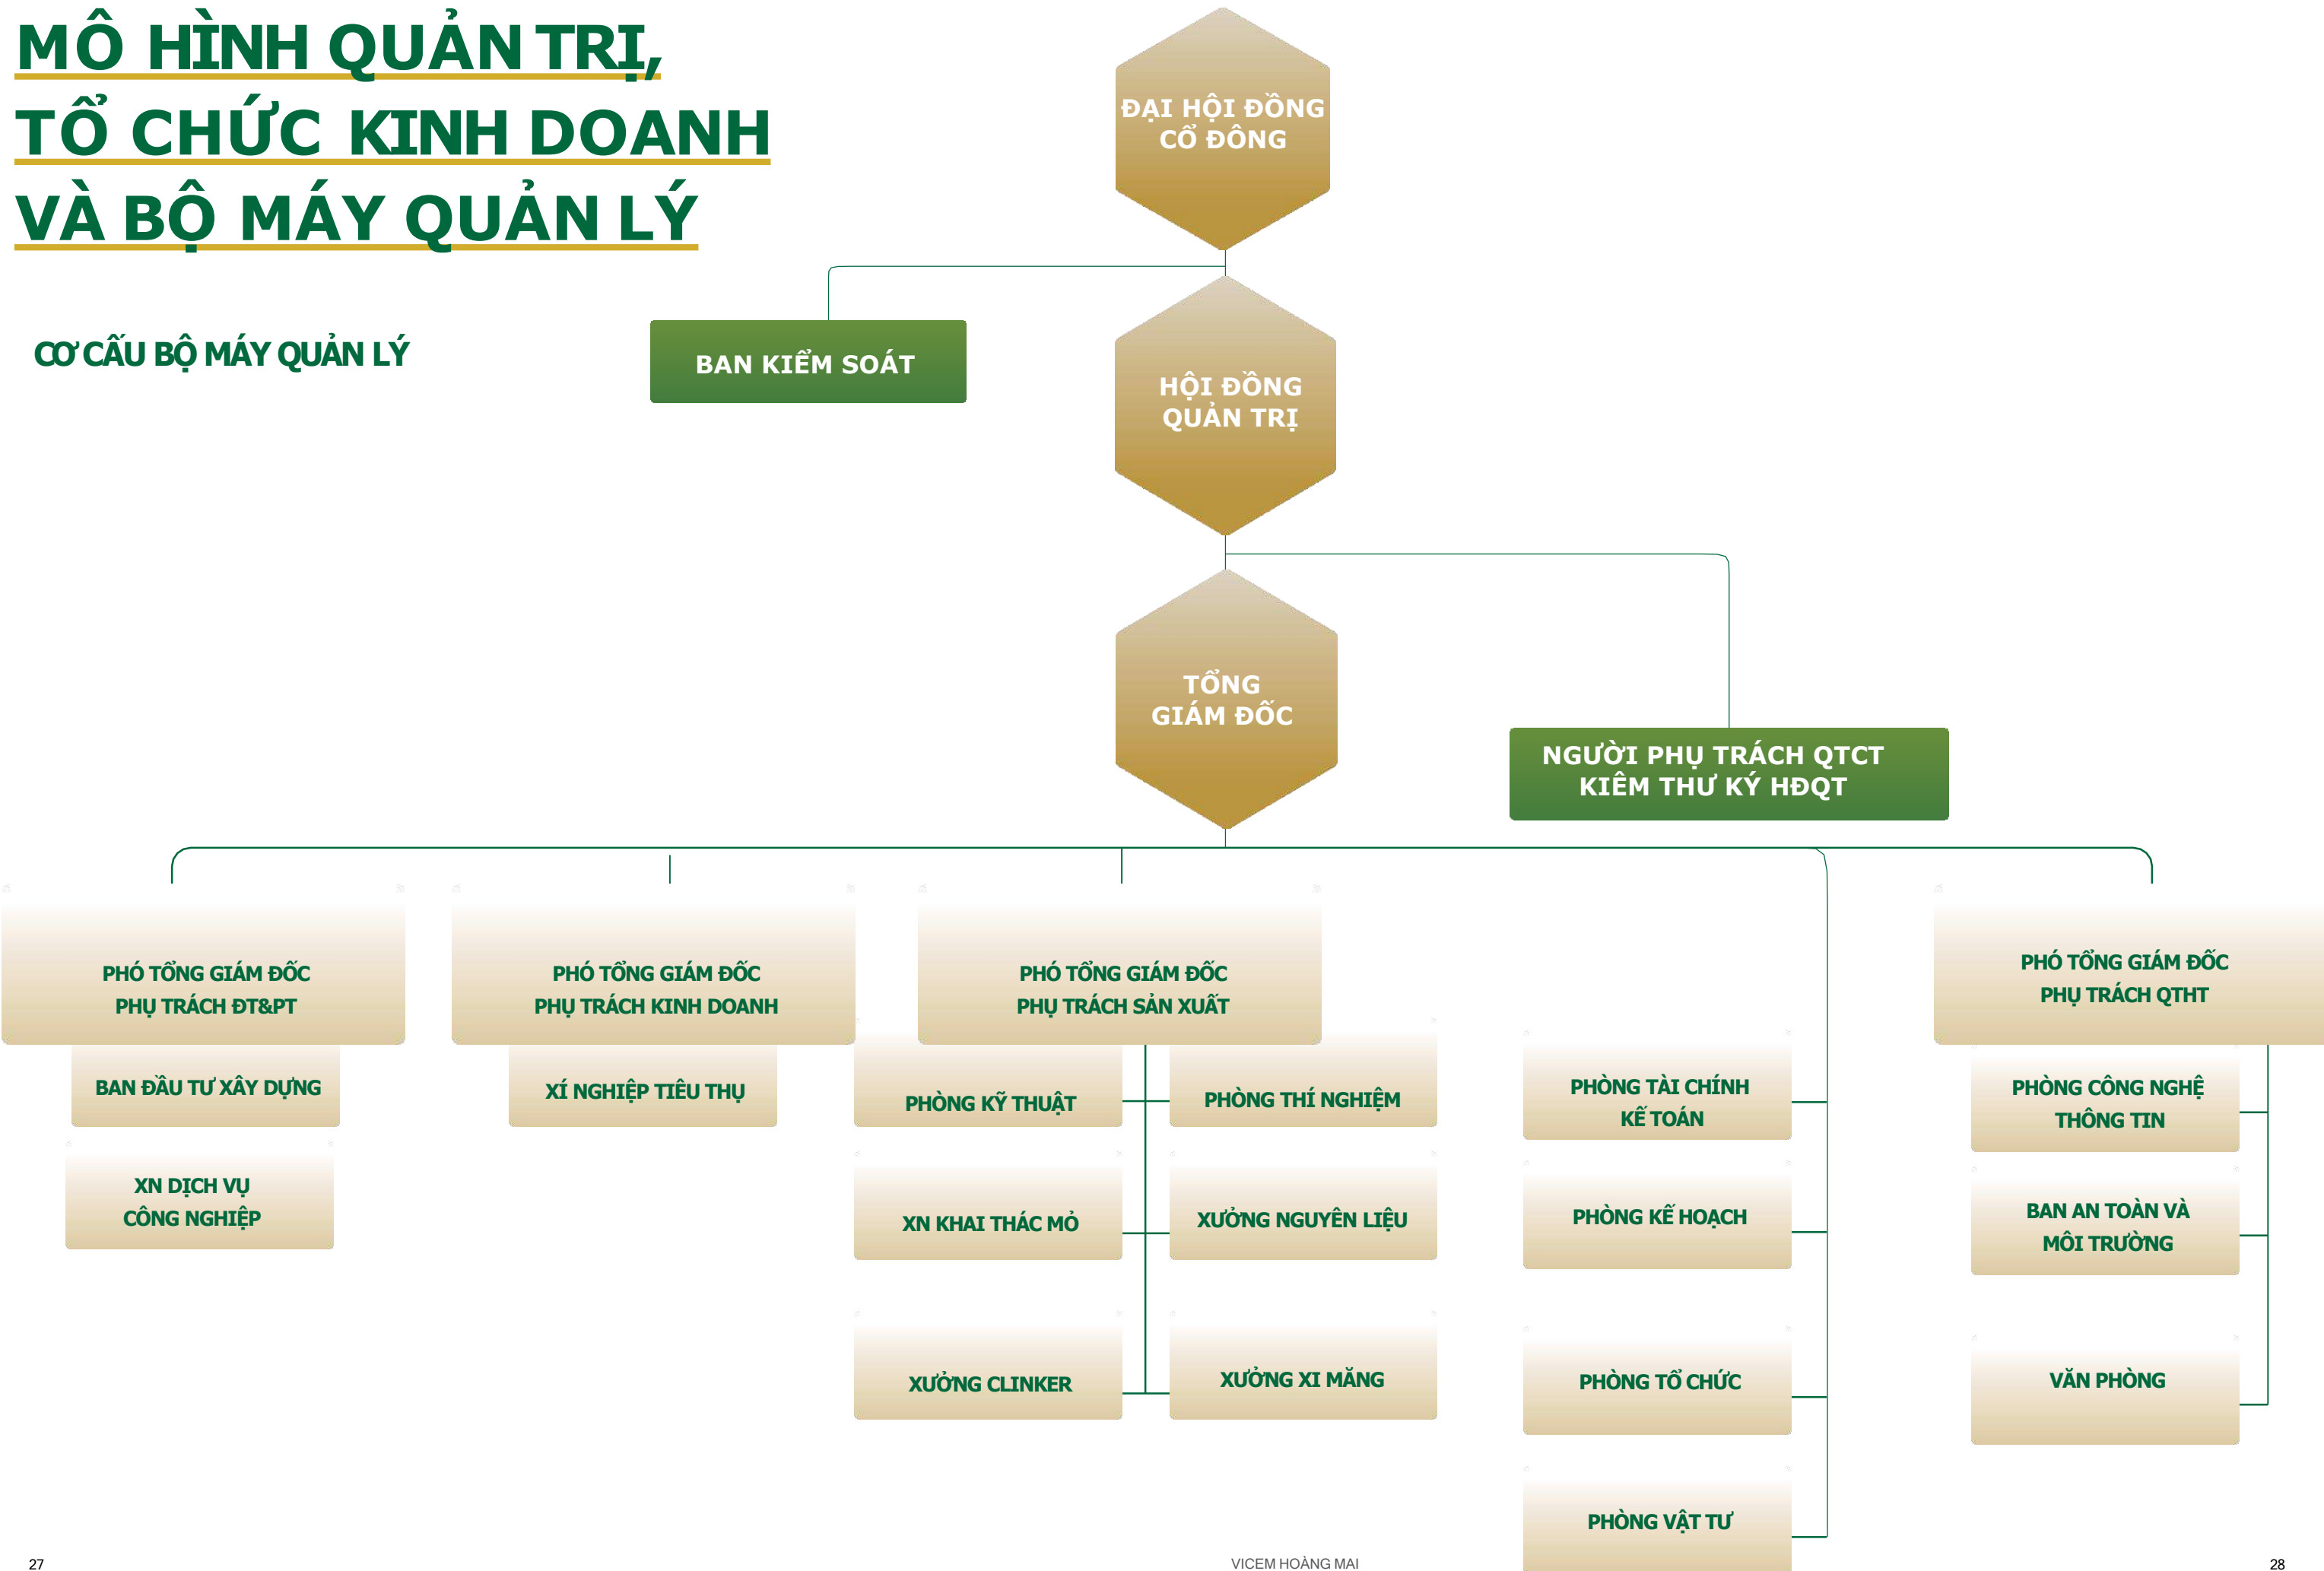 MÔ HÌNH QUẢN TRỊ,
TỔ CHỨC KINH DOANH
VÀ BỘ MÁY QUẢN LÝ
CƠ CẤU BỘ MÁY QUẢN LÝ
ĐẠI HỘI ĐỒNG
CỔ ĐÔNG
BAN KIỂM SOÁT
HỘI ĐỒNG
QUẢN TRỊ
TỔNG
GIÁM ĐỐC
NGƯỜI PHỤ TRÁCH QTCT
KIÊM THƯ KÝ HĐQT
PHÓ TỔNG GIÁM ĐỐC
PHỤ TRÁCH ĐT&PT
BAN ĐẦU TƯ XÂY DỰNG
XN DỊCH VỤ
CÔNG NGHIỆP
PHÓ TỔNG GIÁM ĐỐC
PHỤ TRÁCH KINH DOANH
XÍ NGHIỆP TIÊU THỤ
PHÓ TỔNG GIÁM ĐỐC
PHỤ TRÁCH SẢN XUẤT
PHÒNG KỸ THUẬT
PHÒNG THÍ NGHIỆM
XN KHAI THÁC MỎ
XƯỞNG NGUYÊN LIỆU
XƯỞNG CLINKER
XƯỞNG XI MĂNG
PHÒNG TÀI CHÍNH
KẾ TOÁN
PHÒNG KẾ HOẠCH
PHÒNG TỔ CHỨC
PHÒNG VẬT TƯ
PHÓ TỔNG GIÁM ĐỐC
PHỤ TRÁCH QTHT
PHÒNG CÔNG NGHỆ
THÔNG TIN
BAN AN TOÀN VÀ
MÔI TRƯỜNG
VĂN PHÒNG
27
VICEM HOÀNG MAI
28